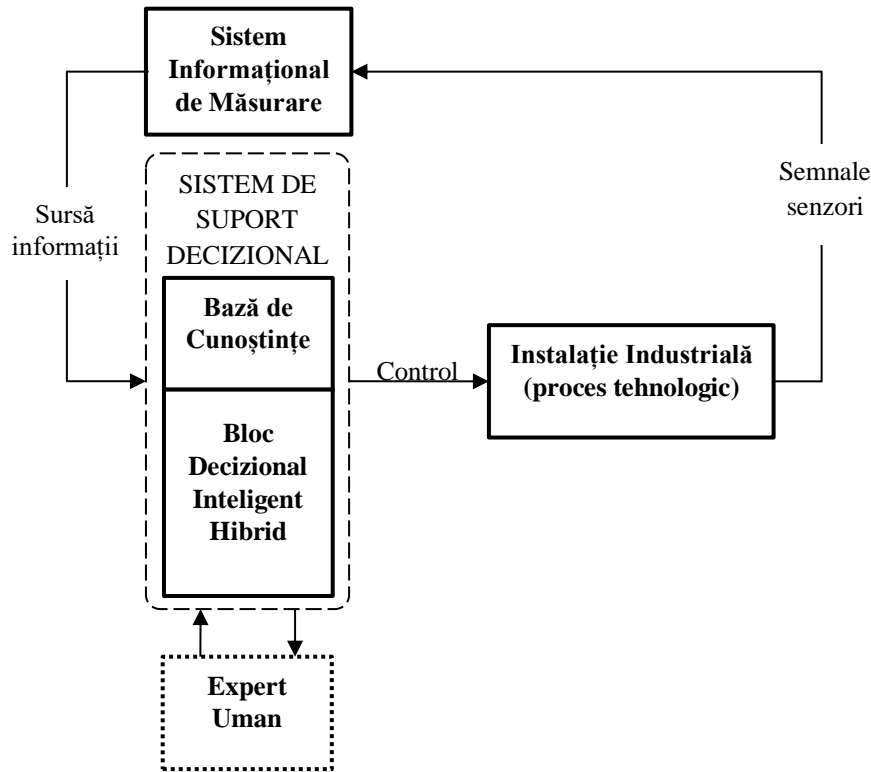 Sistem
Informațional
de Măsurare
Semnale
senzori
Sursă
informații
SISTEM DE
SUPORT
DECIZIONAL
Bază de
Cunoștințe
Control
Instalație Industrială
(proces tehnologic)
Bloc
Decizional
Inteligent
Hibrid
Expert
Uman